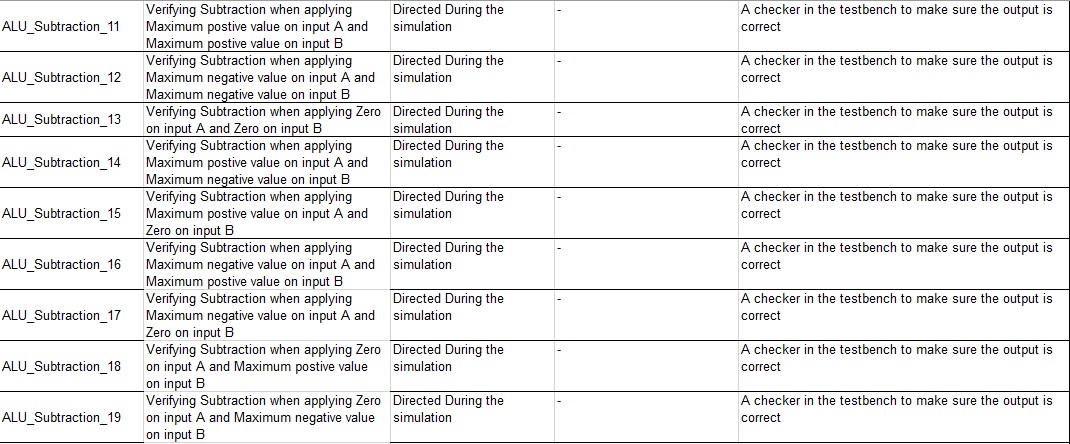 ALU_Subtraction_11
Verifying Subtraction when applying
Maximum postive value on input A and
Maximum postive value on input B
Directed During the
simulation
-
A checker in the testbench to make sure the output is
correct
ALU_Subtraction_12
Verifying Subtraction when applying
Maximum negative value on input A and
Maximum negative value on input B
Directed During the
simulation
-
A checker in the testbench to make sure the output is
correct
ALU_Subtraction_13
Verifying Subtraction when applying Zero
on input A and Zero on input B
Directed During the
simulation
-
A checker in the testbench to make sure the output is
correct
ALU_Subtraction_14
Verifying Subtraction when applying
Maximum postive value on input A and
Maximum negative value on input B
Directed During the
simulation
-
A checker in the testbench to make sure the output is
correct
ALU_Subtraction_15
Verifying Subtraction when applying
Maximum postive value on input A and
Zero on input B
Directed During the
simulation
-
A checker in the testbench to make sure the output is
correct
ALU_Subtraction_16
Verifying Subtraction when applying
Maximum negative value on input A and
Maximum postive value on input B
Directed During the
simulation
-
A checker in the testbench to make sure the output is
correct
ALU_Subtraction_17
Verifying Subtraction when applying
Maximum negative value on input A and
Zero on input B
Directed During the
simulation
-
A checker in the testbench to make sure the output is
correct
ALU_Subtraction_18
Verifying Subtraction when applying Zero
on input A and Maximum postive value
on input B
Directed During the
simulation
-
A checker in the testbench to make sure the output is
correct
ALU_Subtraction_19
Verifying Subtraction when applying Zero
on input A and Maximum negative value
on input B
Directed During the
simulation
-
A checker in the testbench to make sure the output is
correct